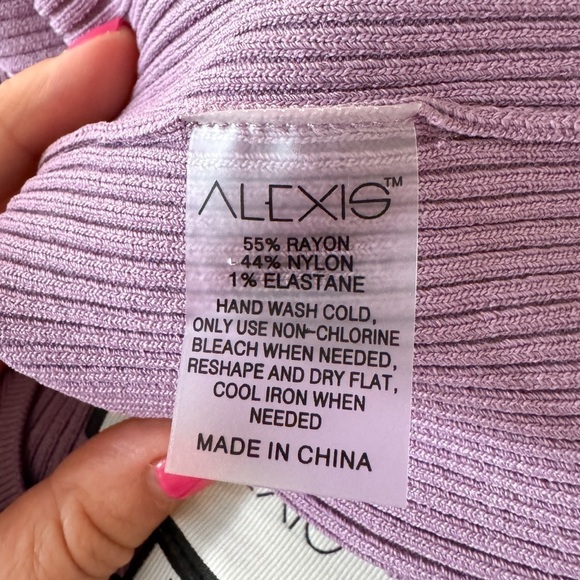 ALEXIS™
55% RAYON
44% NYLON
1% ELASTANE
HAND WASH COLD,
ONLY USE NON-CHLORINE
BLEACH WHEN NEEDED,
RESHAPE AND DRY FLAT,
COOL IRON WHEN
NEEDED
MADE IN CHINA